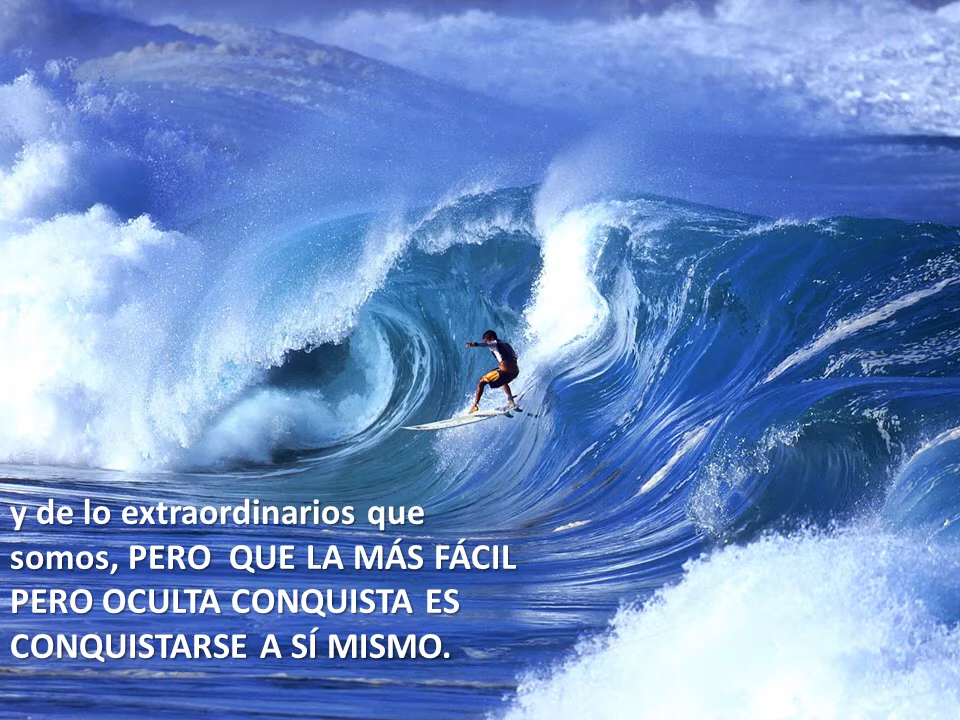 y de lo extraordinarios que
somos, PERO  QUE LA MÁS FÁCIL
PERO OCULTA CONQUISTA ES
CONQUISTARSE A SÍ MISMO.